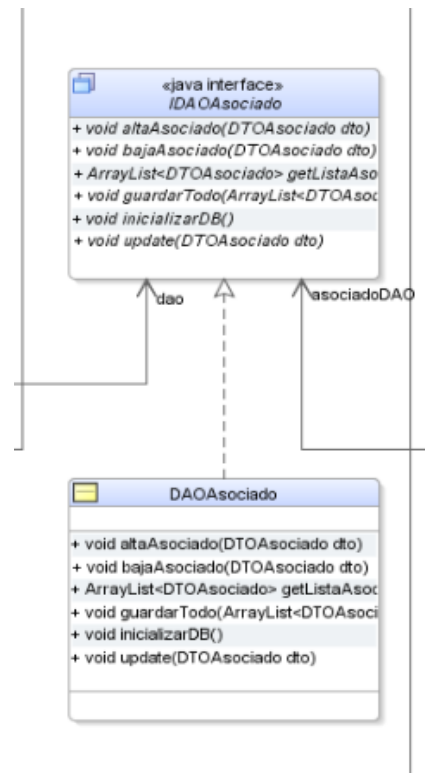 «java interface»
IDAOAsociado
+ void altaAsociado(DTOAsociado dto)
+ void bajaAsociado(DTOAsociado dto)
+ ArrayList<DTOAsociado> getListaAso
+ void guardarTodo(ArrayList<DTOAsoc
+ void inicializarDB()
+ void update(DTOAsociado dto)
dao
asociadoDAO
DAOAsociado
+ void altaAsociado(DTOAsociado dto)
+ void bajaAsociado(DTOAsociado dto)
+ ArrayList<DTOAsociado> getListaAsoc
+ void guardarTodo(ArrayList<DTOAsoci
+ void inicializarDB()
+ void update(DTOAsociado dto)